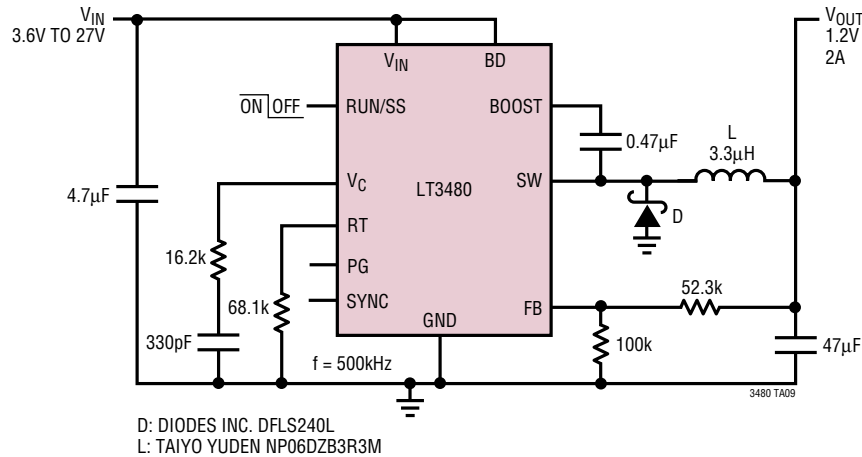 VIN
3.6V TO 27V
VOUT
1.2V
2A
VIN
BD
ON OFF
RUN/SS
BOOST
0.47µF
L
3.3µH
4.7µF
VC
LT3480
SW
D
16.2k
RT
68.1k
PG
SYNC
FB
52.3k
GND
330pF
f = 500kHz
100k
47µF
3480 TA09
D: DIODES INC. DFLS240L
L: TAIYO YUDEN NP06DZB3R3M